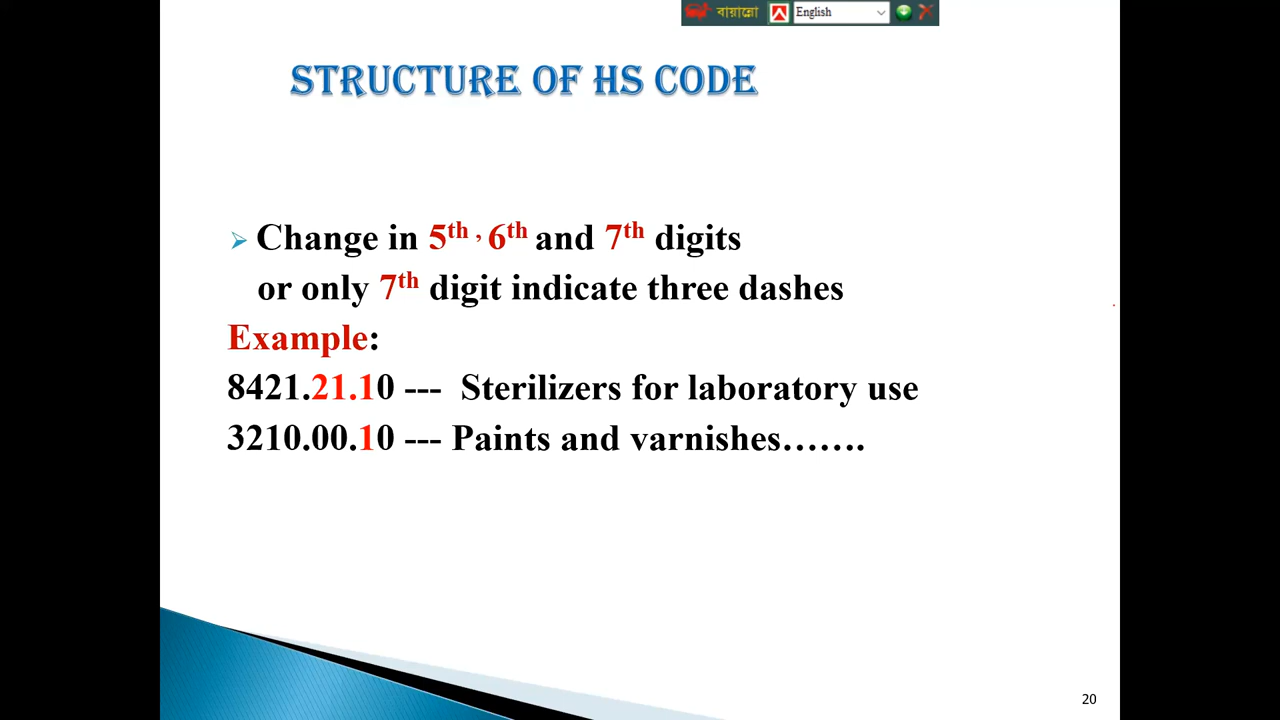 বায়ান্নো English
STRUCTURE OF HS CODE
Change in 5th , 6th and 7th digits
or only 7th digit indicate three dashes
Example:
8421.21.10 --- Sterilizers for laboratory use
3210.00.10 --- Paints and varnishes…….
20